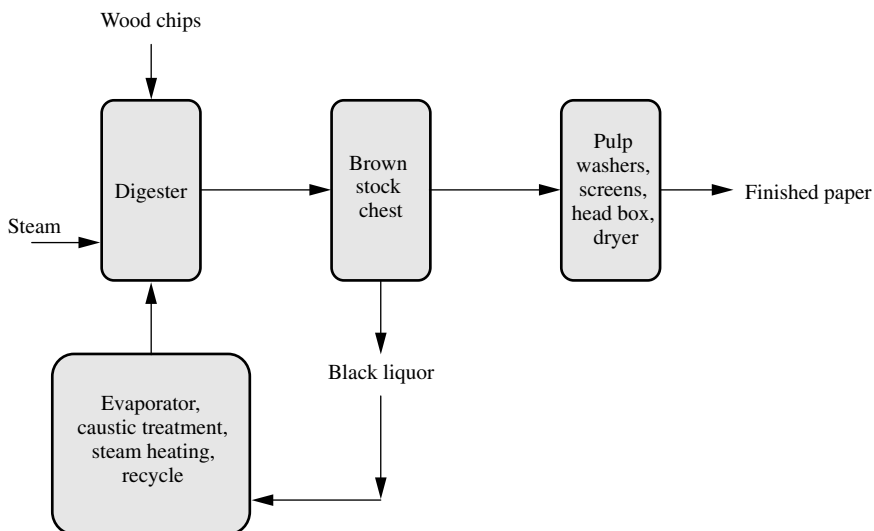 Wood chips
Digester
Steam
Brown
stock
chest
Pulp
washers,
screens,
head box,
dryer
Finished paper
Black liquor
Evaporator,
caustic treatment,
steam heating,
recycle